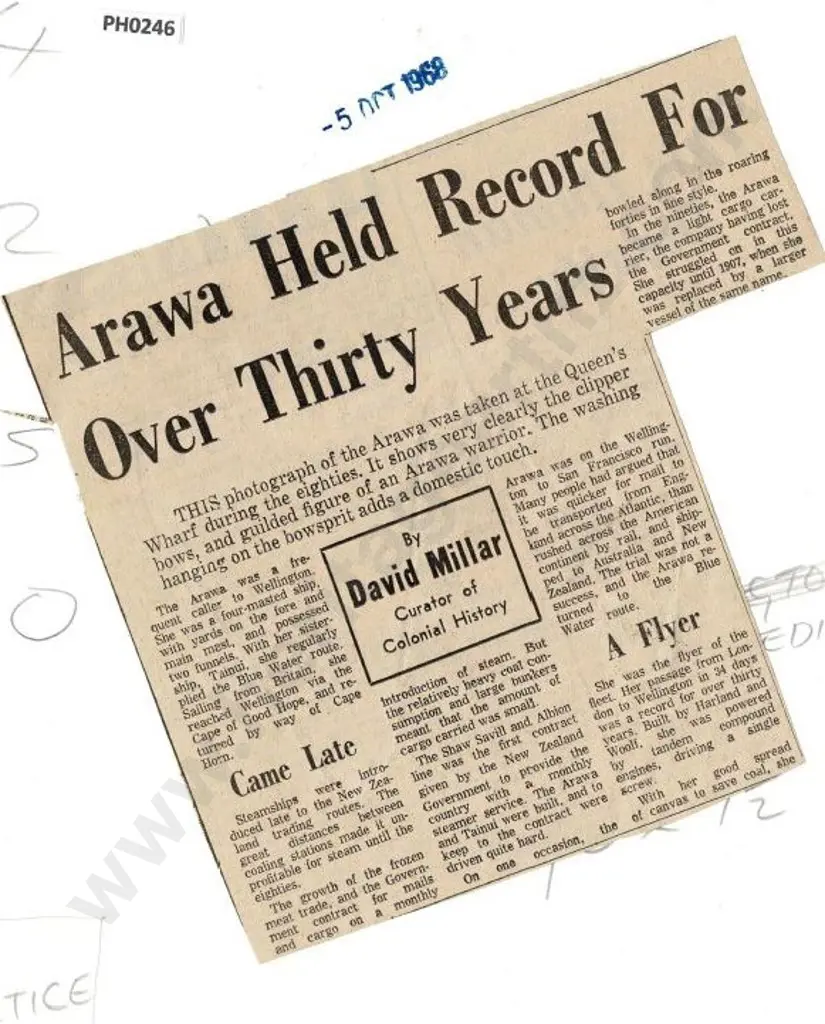 PH0246
-5 OCT 1968
Arawa Held Record For
Over Thirty Years
THIS photograph of the Arawa was taken at the Queen's
Wharf during the eighties. It shows very clearly the clipper
bows, and guilded figure of an Arawa warrior. The washing
hanging on the bowsprit adds a domestic touch.
By
David Millar
Curator of
Colonial History
The Arawa was a fre-
quent caller to Wellington.
She was a four-masted ship,
with yards on the fore and
main mest, and possessed
two funnels. With her sister-
ship, Tainui, she regularly
plied the Blue Water route.
Sailing from Britain, she
reached Wellington via the
Cape of Good Hope, and re-
turned by way of Cape
Horn.
Came Late
Steamships were intro-
duced late to the New Zea-
land trading routes. The
great distances between
coaling stations made it un-
profitable for steam until the
eighties.
The growth of the frozen
meat trade, and the Govern-
ment contract for mails
and cargo on a monthly
introduction of steam. But
the relatively heavy coal con-
sumption and large bunkers
meant that the amount of
cargo carried was small.
The Shaw Savill and Albion
line was the first contract
given by the New Zealand
Government to provide the
country with a monthly
steamer service. The Arawa
and Tainui were built, and to
keep to the contract were
driven quite hard.
On one occasion, the
Arawa was on the Welling-
ton to San Francisco run.
Many people had argued that
it was quicker for mail to
be transported from Eng-
land across the Atlantic, than
rushed across the American
continent by rail, and ship-
ped to Australia and New
Zealand. The trial was not a
success, and the Arawa re-
turned to the Blue
Water route.
A Flyer
She was the flyer of the
fleet. Her passage from Lon-
don to Wellington in 34 days
was a record for over thirty
years. Built by Harland and
Woolf, she was powered
by tandem compound
engines, driving a single
screw.
With her good spread
of canvas to save coal, she
bowled along in the roaring
forties in fine style.
In the nineties, the Arawa
became a light cargo car-
rier, the company having lost
the Government contract.
She struggled on in this
capacity until 1907, when she
was replaced by a larger
vessel of the same name.
2
5
0
EDI
12
TICE
www.